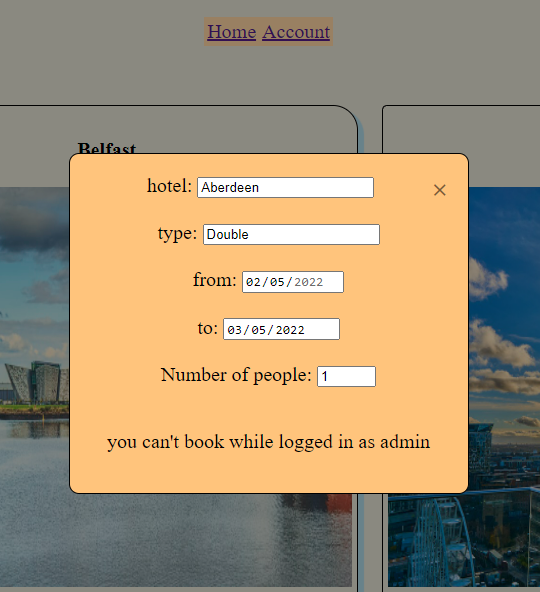 Home Account
Belfast
hotel: Aberdeen
×
type: Double
from: 02/05/2022
to: 03/05/2022
Number of people: 1
you can't book while logged in as admin